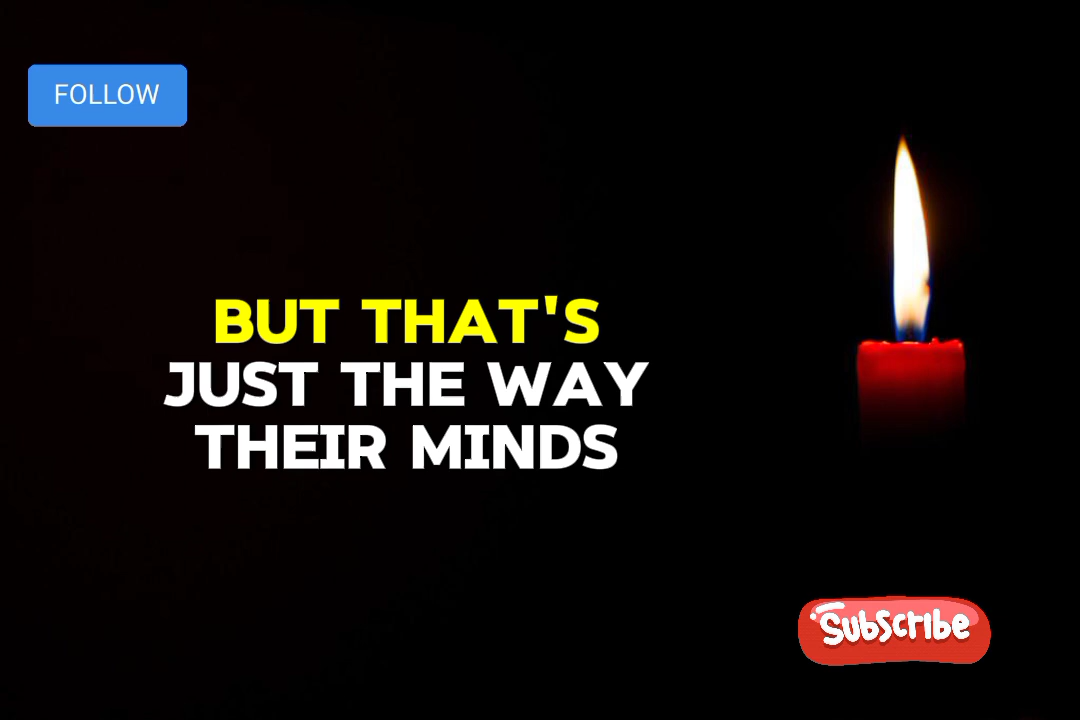 FOLLOW
BUT THAT'S
JUST THE WAY
THEIR MINDS
Subscribe